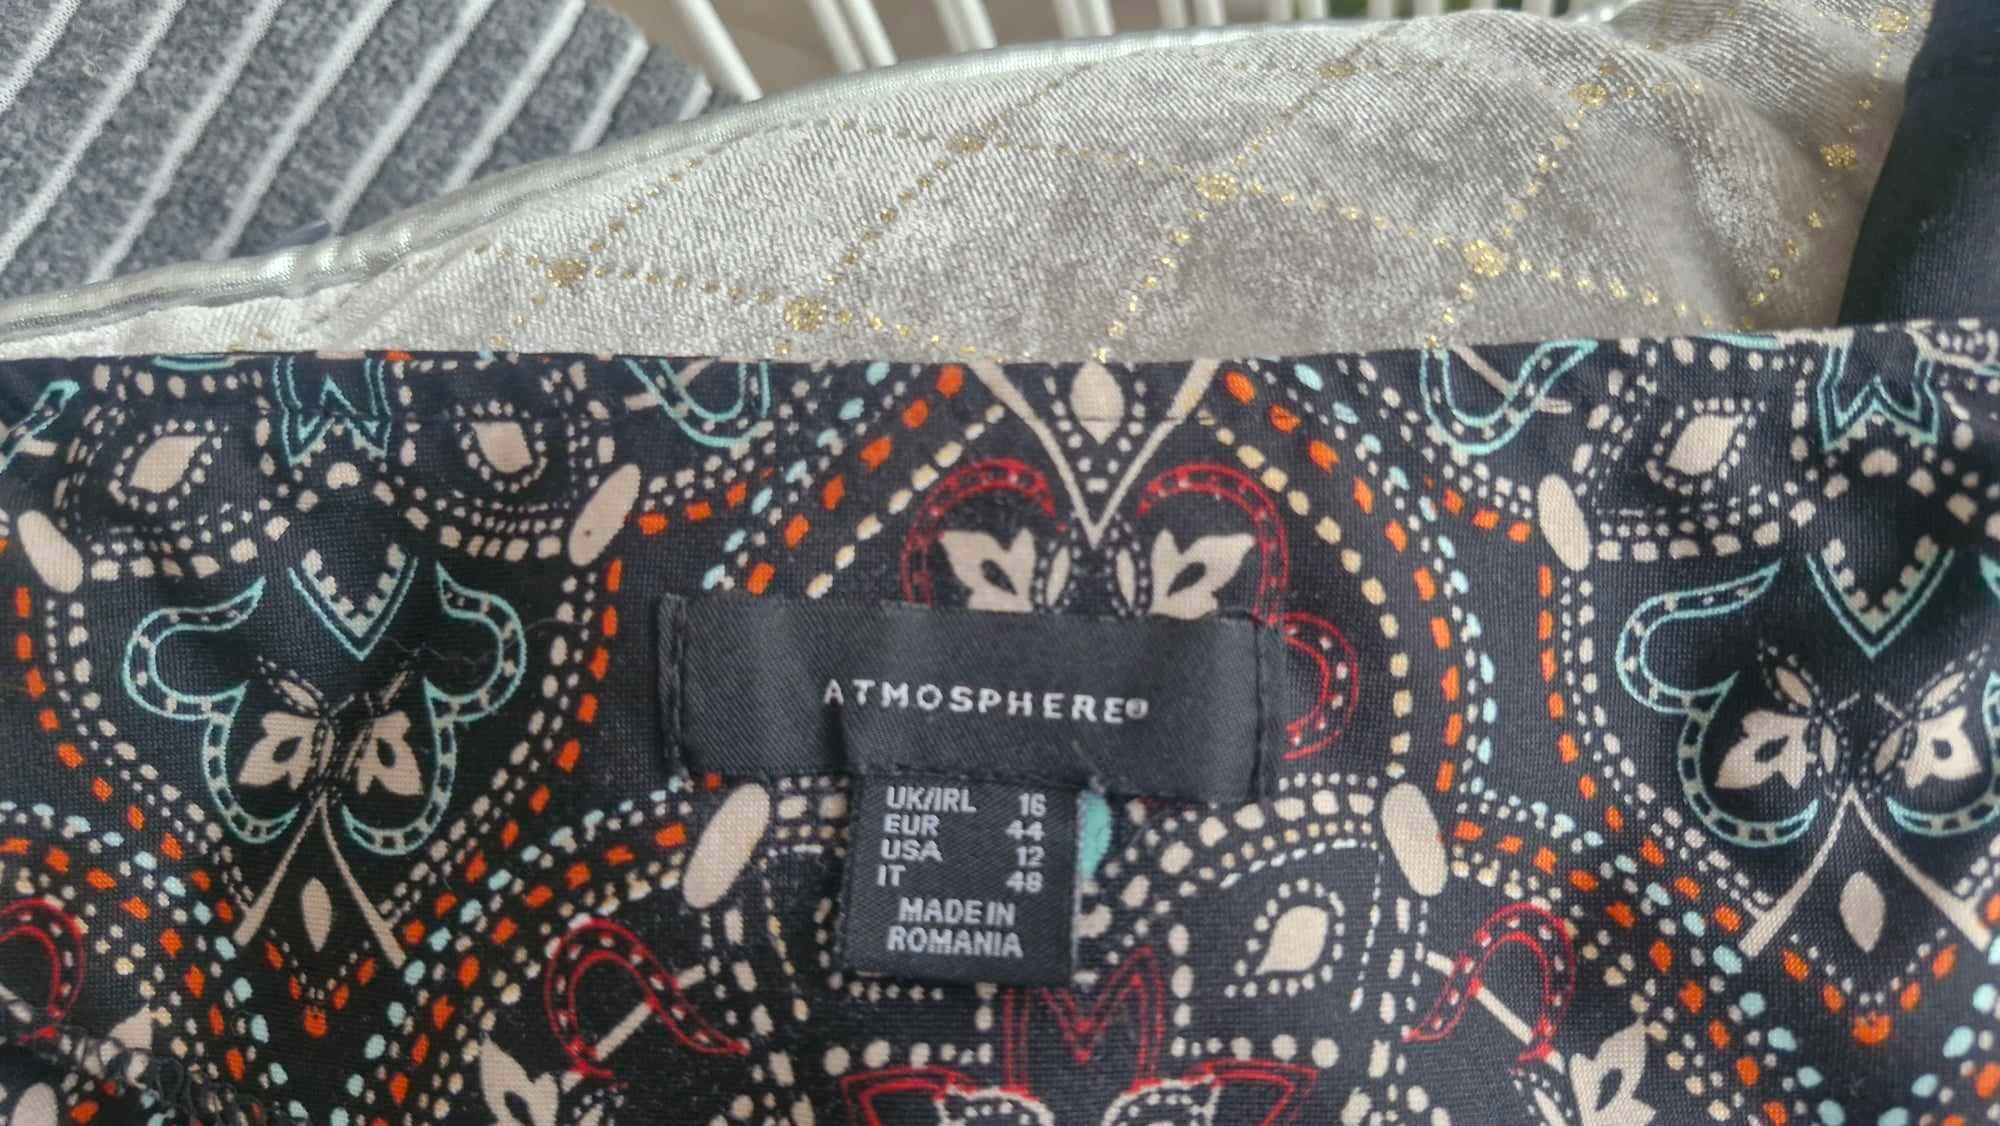 ATMOSPHERE®
UK/IRL 16
EUR 44
USA 12
IT 48
MADE IN
ROMANIA